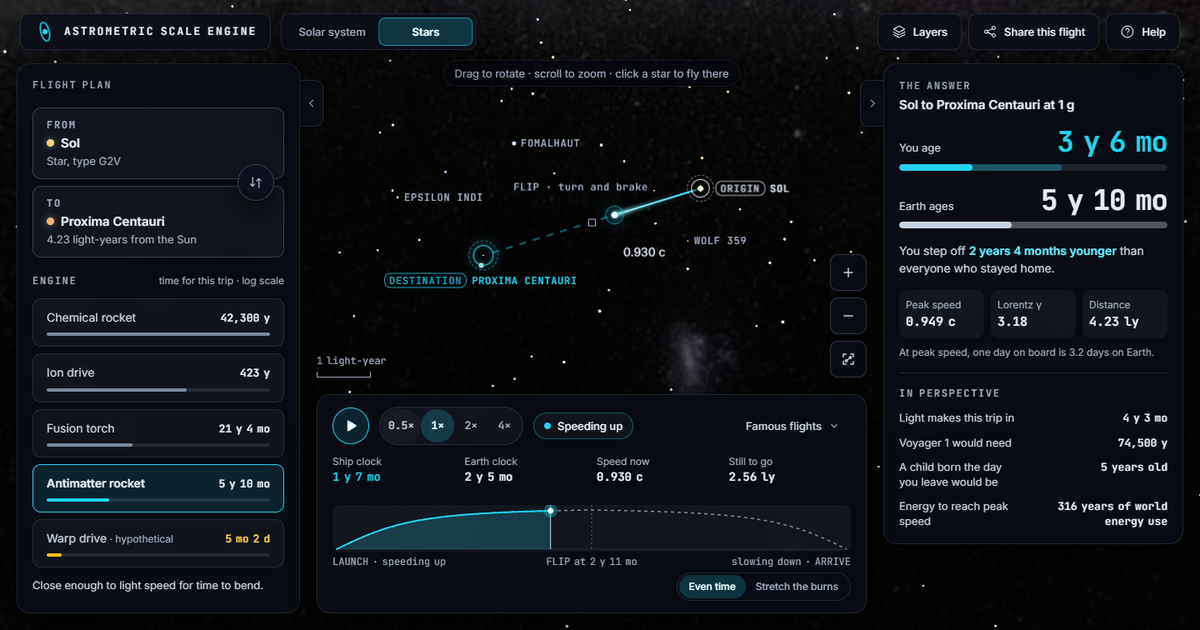 ASTROMETRIC SCALE ENGINE
Solar system
Stars
Layers
Share this flight
Help
Drag to rotate · scroll to zoom · click a star to fly there
FLIGHT PLAN
FROM
Sol
Star, type G2V
TO
Proxima Centauri
4.23 light-years from the Sun
ENGINE
time for this trip · log scale
Chemical rocket 42,300 y
Ion drive 423 y
Fusion torch 21 y 4 mo
Antimatter rocket 5 y 10 mo
Warp drive · hypothetical 5 mo 2 d
Close enough to light speed for time to bend.
FOMALHAUT
EPSILON INDI
FLIP · turn and brake
ORIGIN SOL
WOLF 359
0.930 c
DESTINATION PROXIMA CENTAURI
1 light-year
0.5× 1× 2× 4×
Speeding up
Famous flights
Ship clock
1 y 7 mo
Earth clock
2 y 5 mo
Speed now
0.930 c
Still to go
2.56 ly
LAUNCH · speeding up
FLIP at 2 y 11 mo
slowing down · ARRIVE
Even time
Stretch the burns
THE ANSWER
Sol to Proxima Centauri at 1 g
You age 3 y 6 mo
Earth ages 5 y 10 mo
You step off 2 years 4 months younger than
everyone who stayed home.
Peak speed
0.949 c
Lorentz γ
3.18
Distance
4.23 ly
At peak speed, one day on board is 3.2 days on Earth.
IN PERSPECTIVE
Light makes this trip in 4 y 3 mo
Voyager 1 would need 74,500 y
A child born the day 5 years old
you leave would be
Energy to reach peak 316 years of world
speed energy use